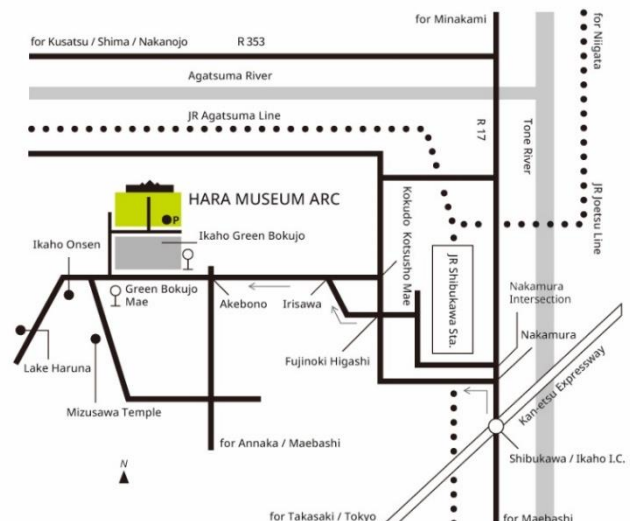 for Minakami
for Niigata
for Kusatsu / Shima / Nakanojo
R 353
Agatsuma River
JR Agatsuma Line
R 17
Tone River
JR Joetsu Line
HARA MUSEUM ARC
P
Kokudo Kotsusho Mae
Ikaho Green Bokujo
Ikaho Onsen
JR Shibukawa Sta.
Green Bokujo
Mae
Akebono
Irisawa
Nakamura
Intersection
Nakamura
Fujinoki Higashi
Lake Haruna
Kan-etsu Expressway
Mizusawa Temple
for Annaka / Maebashi
Shibukawa / Ikaho I.C.
N
for Takasaki / Tokyo
for Maebashi